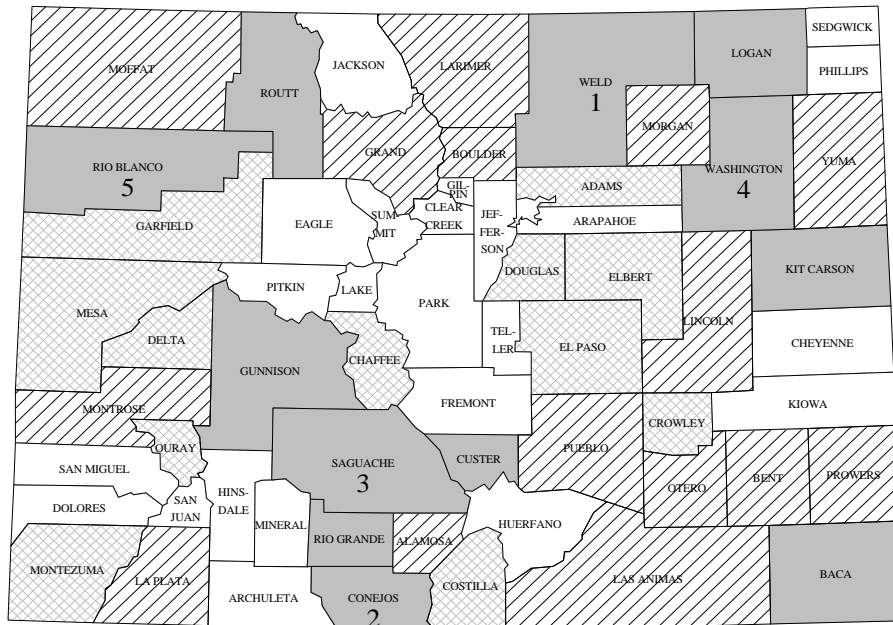 SEDGWICK
LOGAN
JACKSON
LARIMER
MOFFAT
PHILLIPS
ROUTT
WELD
1
MORGAN
GRAND
BOULDER
RIO BLANCO
5
WASHINGTON
4
YUMA
GIL-
PIN
ADAMS
CLEAR
CREEK
SUM-
MIT
JEF-
FER-
SON
ARAPAHOE
EAGLE
GARFIELD
DOUGLAS
ELBERT
KIT CARSON
PITKIN
LAKE
PARK
MESA
LINCOLN
DELTA
TEL-
LER
EL PASO
CHEYENNE
CHAFFEE
GUNNISON
FREMONT
KIOWA
MONTROSE
CROWLEY
OURAY
PUEBLO
SAN MIGUEL
SAGUACHE
3
CUSTER
OTERO
BENT
PROWERS
HINS-
DALE
DOLORES
SAN
JUAN
MINERAL
HUERFANO
RIO GRANDE
ALAMOSA
MONTEZUMA
LA PLATA
COSTILLA
LAS ANIMAS
BACA
ARCHULETA
CONEJOS
2